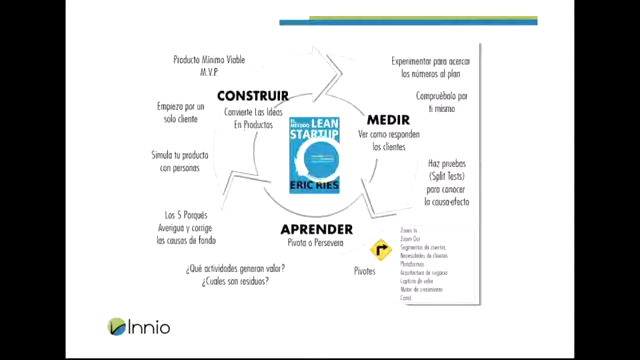 Producto Mínimo Viable
M.V.P.
Experimentar para acercar
los números al plan
CONSTRUIR
Convierte Las Ideas
En Productos
Compruébalo por
ti mismo
Empieza por un
solo cliente
EL MÉTODO LEAN
STARTUP
MEDIR
Ver como responden
los clientes
Simula tu producto
con personas
Haz pruebas
(Split Tests)
para conocer
la causa-efecto
ERIC RIES
Los 5 Porqués
Averigua y corrige
las causas de fondo
APRENDER
Pivota o Persevera
¿Qué actividades generan valor?
¿Cuales son residuos?
Pivotes
Zoom In
Zoom Out
Segmentos de clientes
Necesidades de clientes
Plataformas
Arquitectura de negocio
Captura de valor
Motor de crecimiento
Canal
Innio